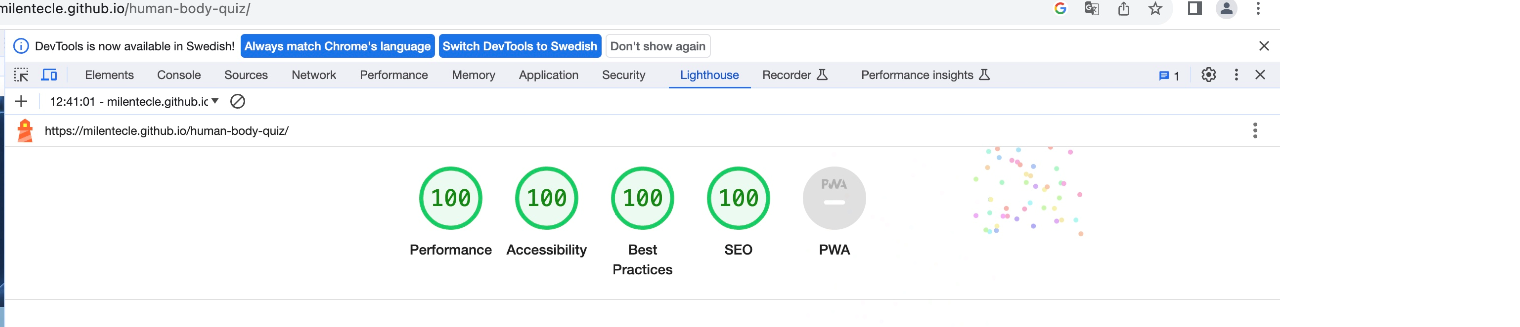 milentecle.github.io/human-body-quiz/
DevTools is now available in Swedish! Always match Chrome's language Switch DevTools to Swedish Don't show again
Elements Console Sources Network Performance Memory Application Security Lighthouse Recorder Performance insights 1
12:41:01 - milentecle.github.ic
https://milentecle.github.io/human-body-quiz/
100 100 100 100 PWA
Performance Accessibility Best Practices SEO PWA